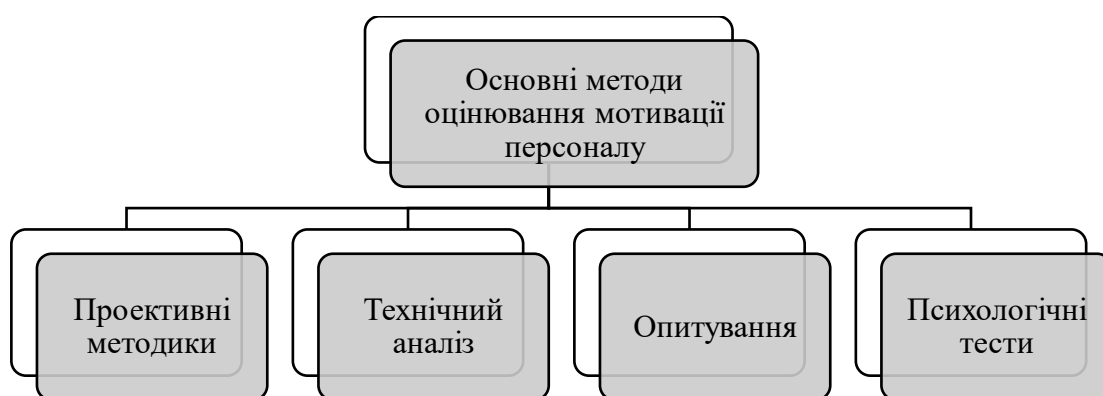 Основні методи
оцінювання мотивації
персоналу
Проективні
методики
Технічний
аналіз
Опитування
Психологічні
тести